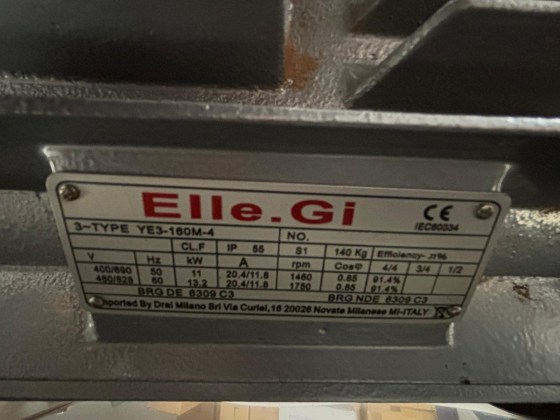 Elle.Gi
CE
IEC60034
3~TYPE YE3-160M-4
NO.
CL.F IP 55 S1 140 Kg Efficiency-.η%
V Hz kW A rpm Cosφ 4/4 3/4 1/2
400/690 50 11 20.4/11.8 1460 0.85 91.4%
460/828 60 13.2 20.4/11.8 1750 0.85 91.4%
BRG DE 6309 C3 BRG NDE 6309 C3
Imported By Drai Milano Srl Via Curiel,16 20026 Novate Milanese MI-ITALY